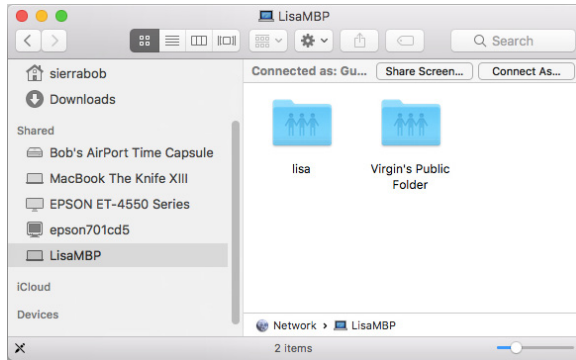 LisaMBP
Search
sierrabob
Downloads
Shared
Bob's AirPort Time Capsule
MacBook The Knife XIII
EPSON ET-4550 Series
epson701cd5
LisaMBP
iCloud
Devices
Connected as: Gu... Share Screen... Connect As...
lisa
Virgin's Public
Folder
Network › LisaMBP
2 items